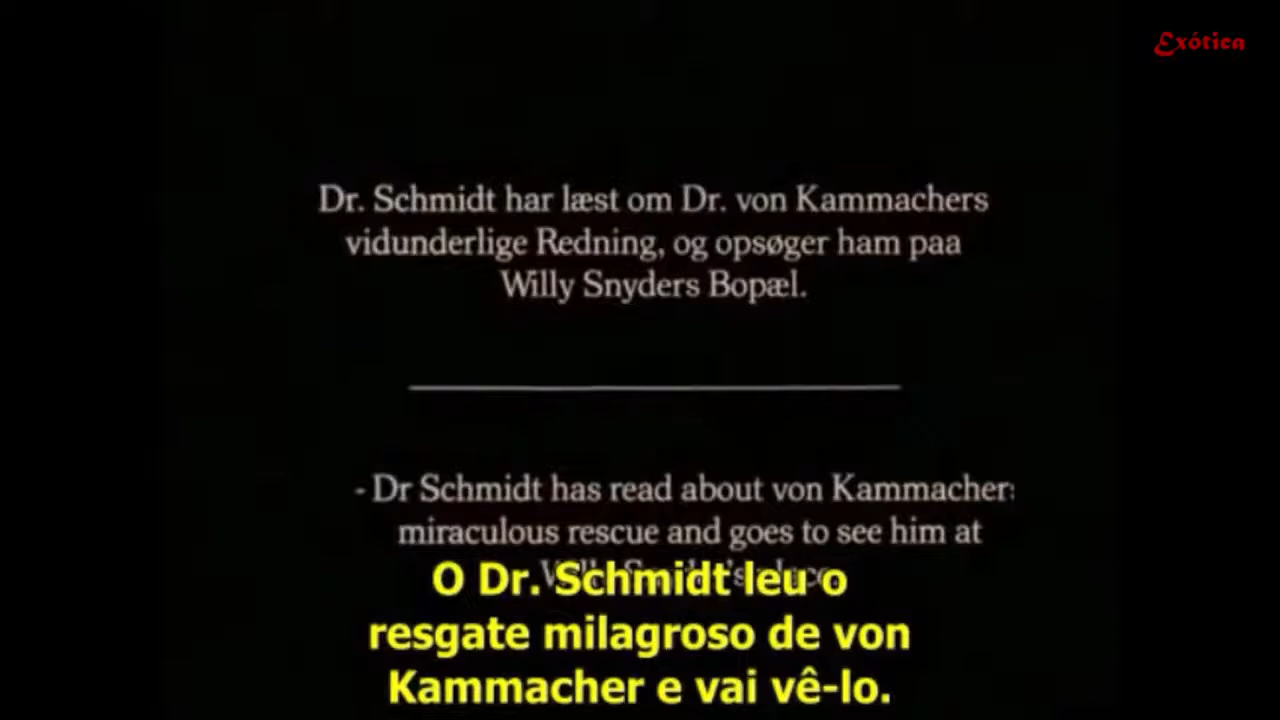 Exótica
Dr. Schmidt har læst om Dr. von Kammachers
vidunderlige Redning, og opsøger ham paa
Willy Snyders Bopæl.
- Dr Schmidt has read about von Kammacher
miraculous rescue and goes to see him at
O Dr. Schmidt leu o
resgate milagroso de von
Kammacher e vai vê-lo.